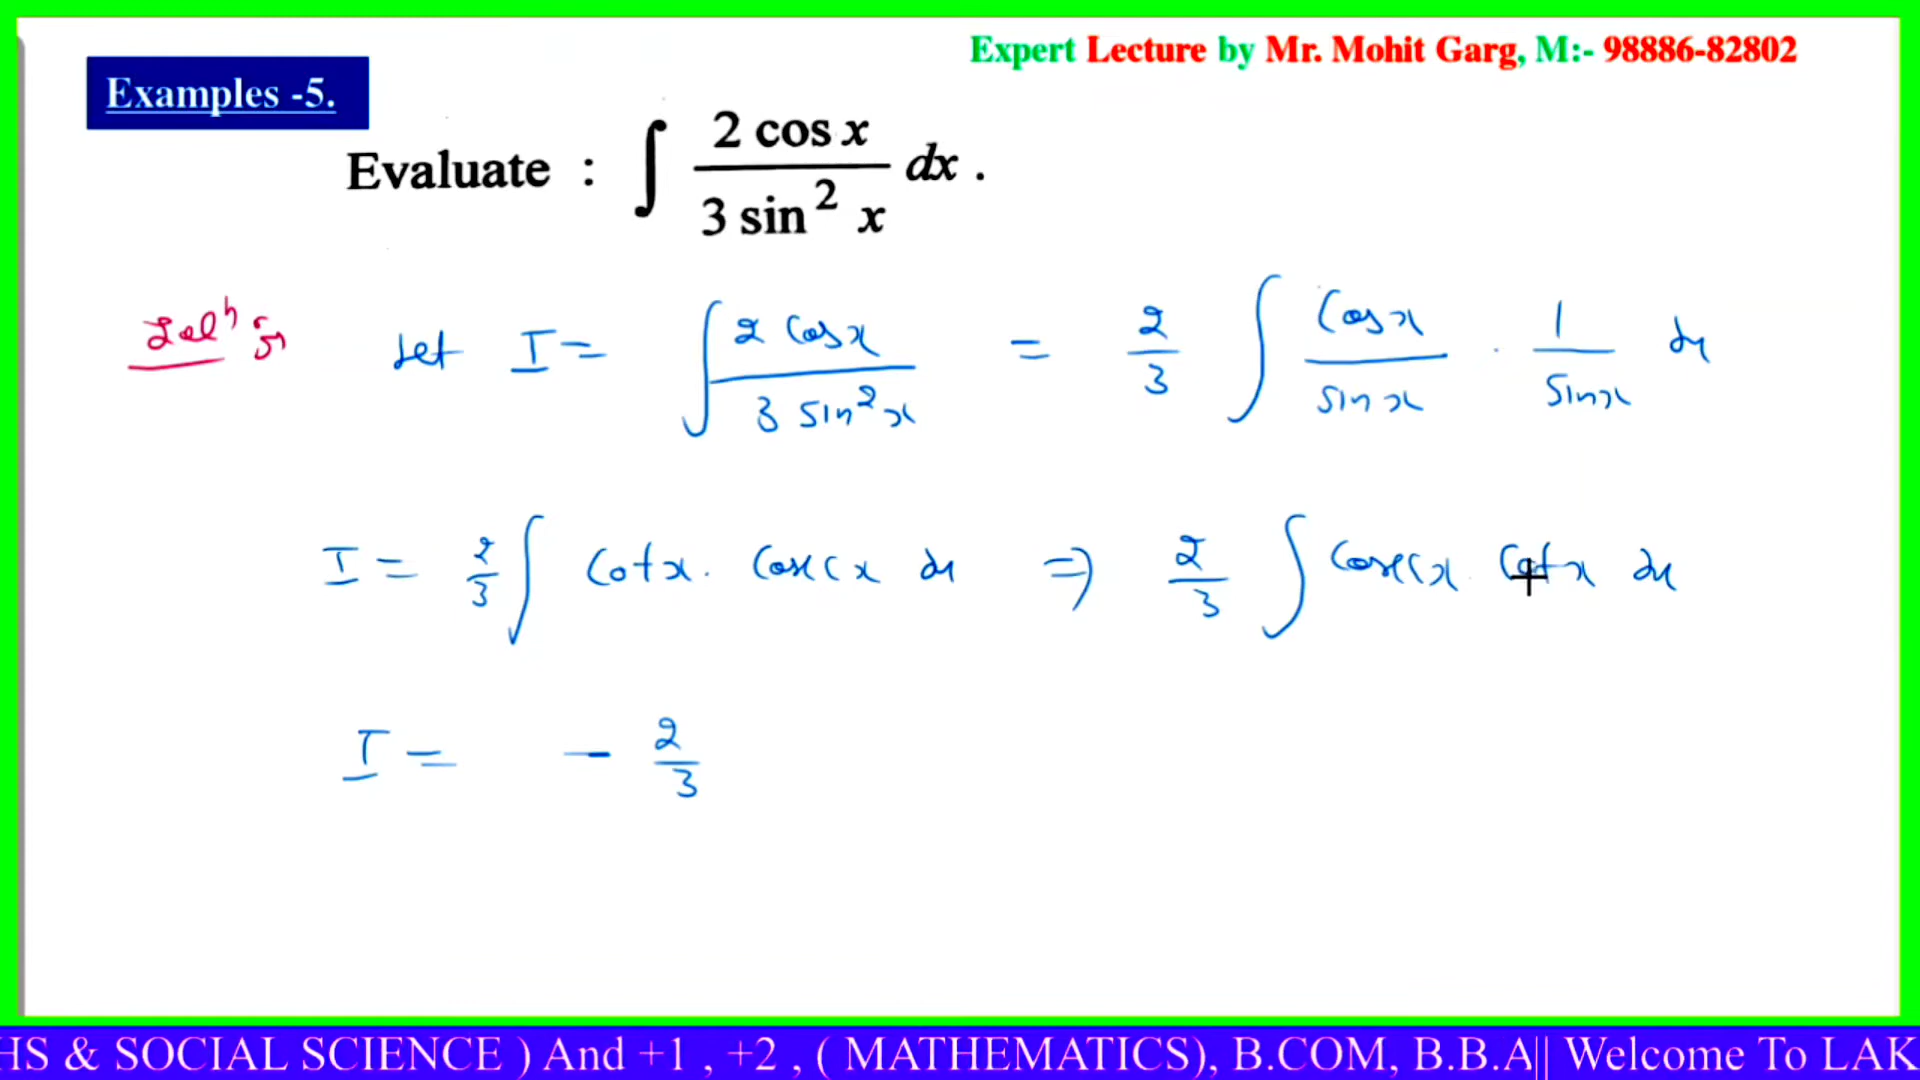 Expert Lecture by Mr. Mohit Garg, M:- 98886-82802
Examples -5.
Evaluate : ∫ 2 cos x / 3 sin² x dx .
Solⁿ :- Let I = ∫ 2 Cosx / 3 sin²x = 2/3 ∫ Cosx / sinx . 1 / sinx dx
I = 2/3 ∫ Cotx . Cosecx dx ⇒ 2/3 ∫ Cosecx . Cotx dx
I = - 2/3
HS & SOCIAL SCIENCE ) And +1 , +2 , ( MATHEMATICS), B.COM, B.B.A|| Welcome To LAK